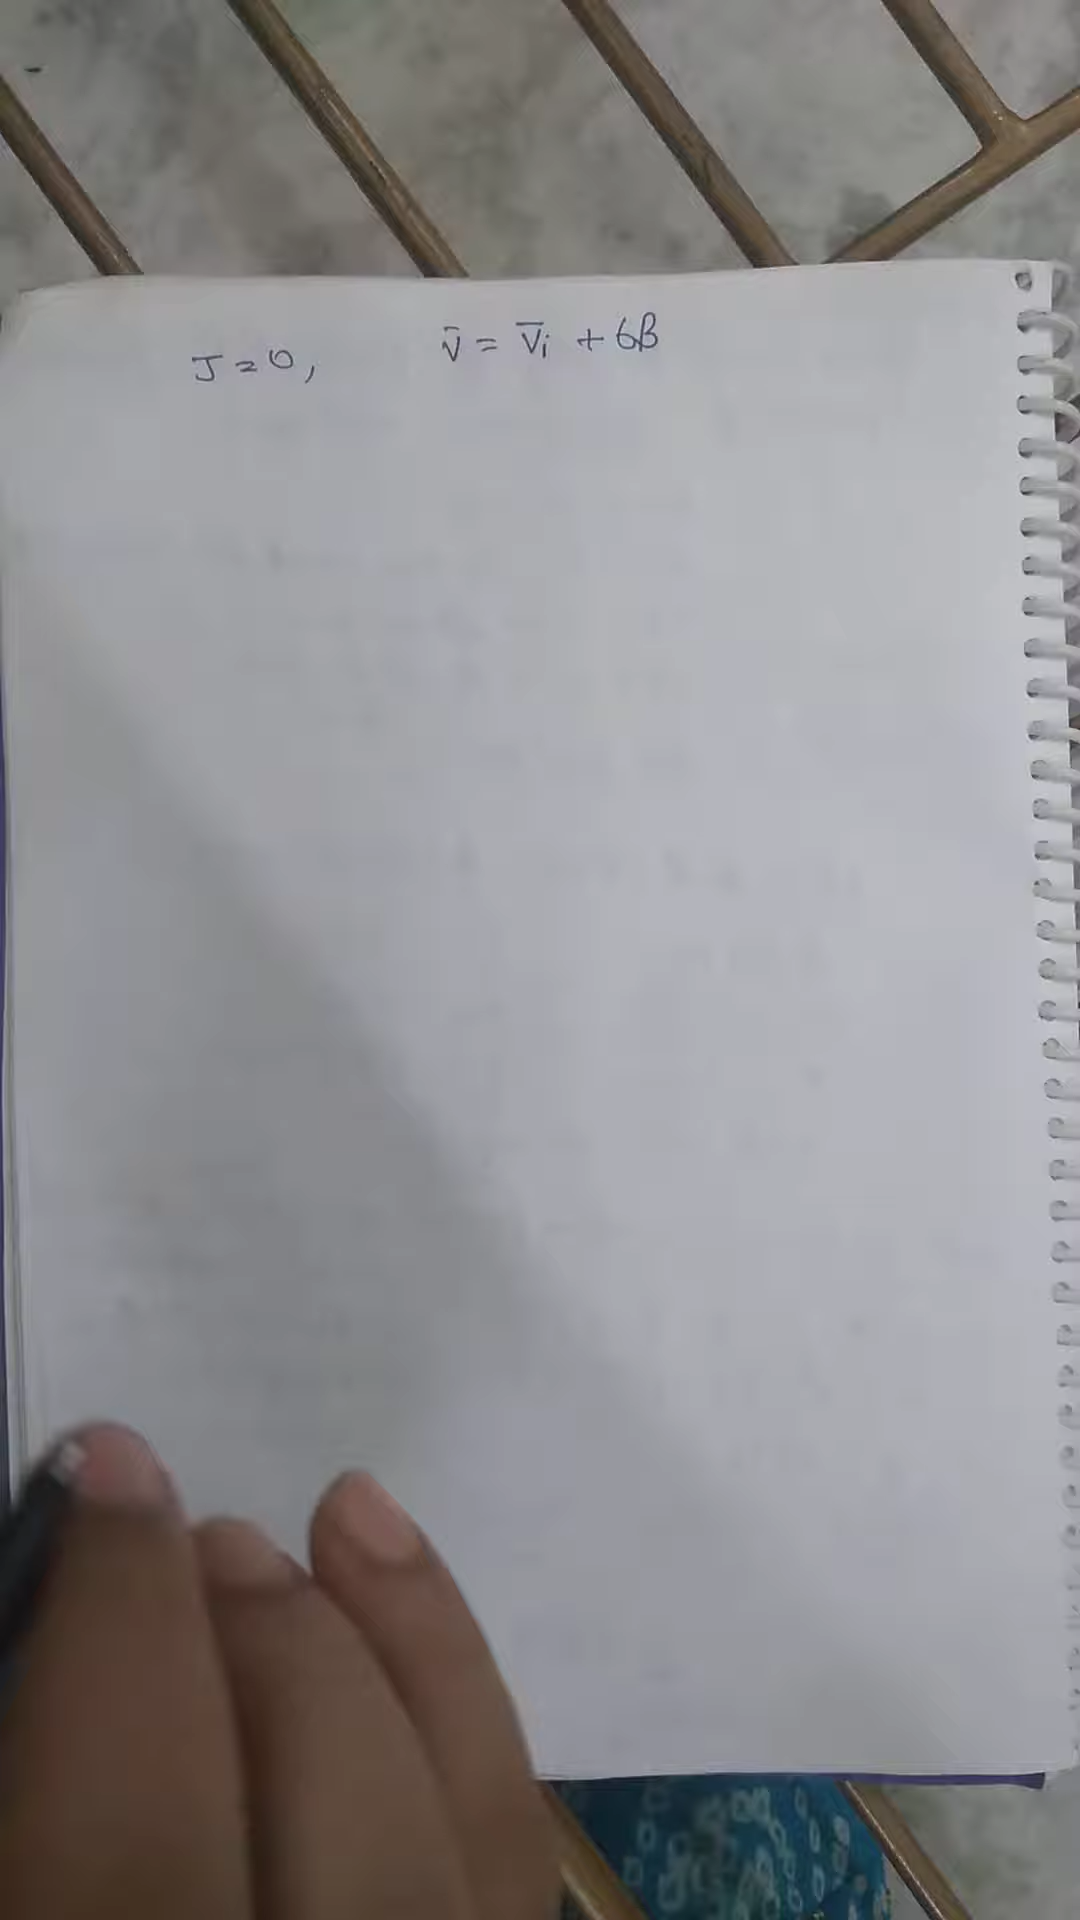 J = 0, ν̄ = ν̄i + 6B